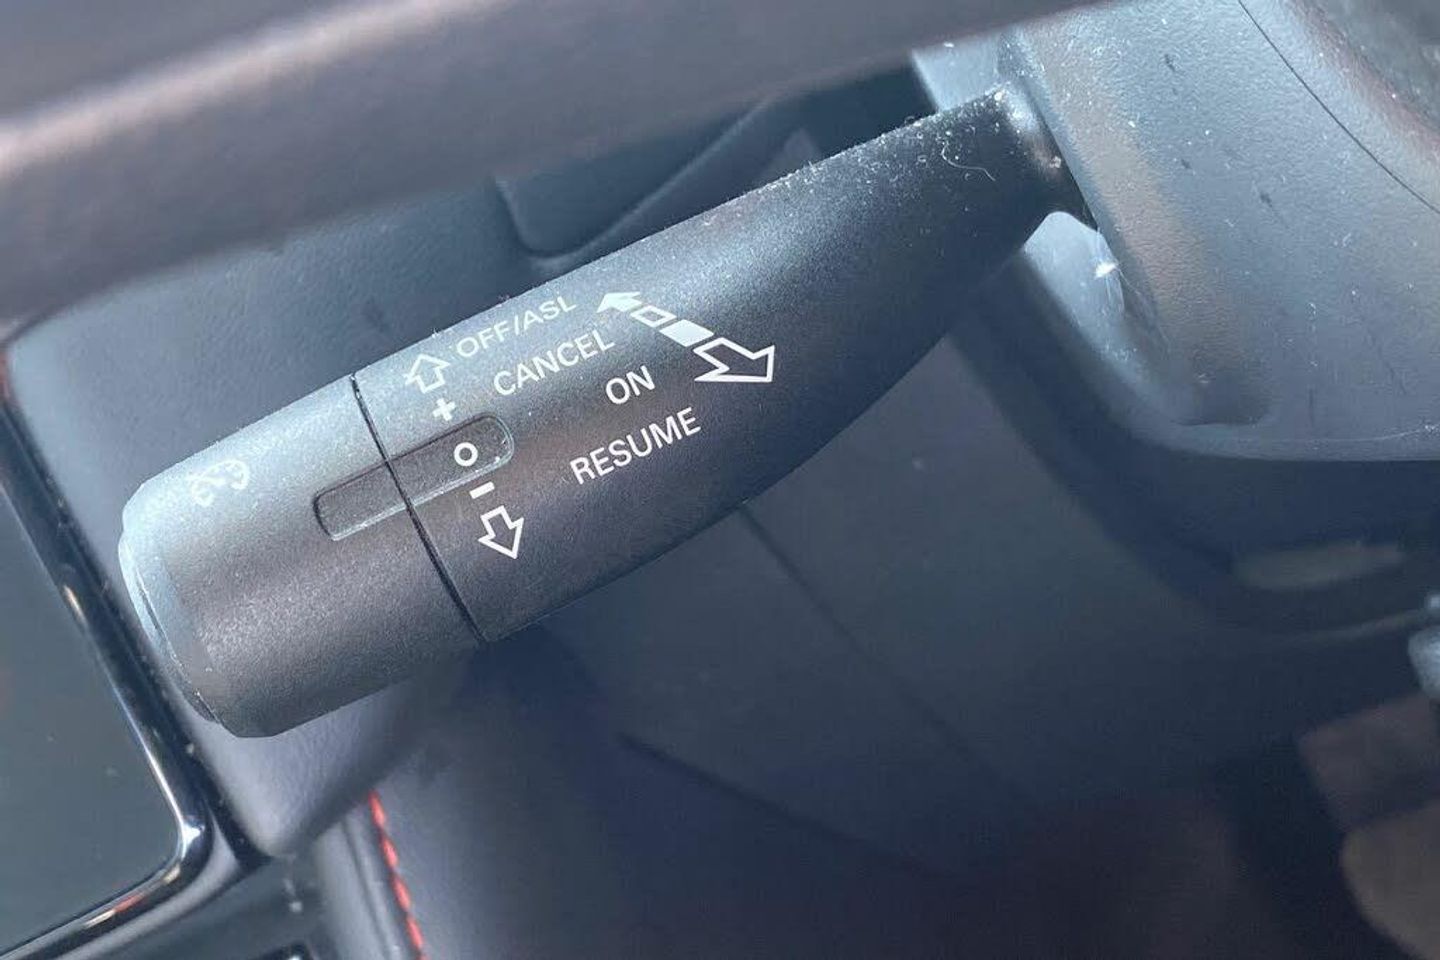 OFF/ASL
CANCEL
ON
RESUME
+
O
-